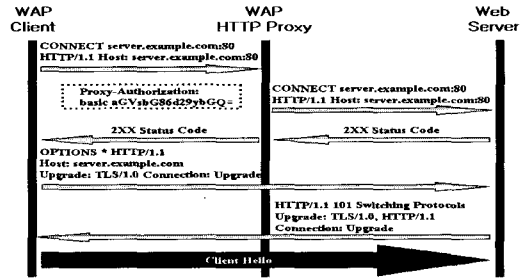 WAP Client
WAP HTTP Proxy
Web Server
CONNECT server.example.com:80
HTTP/1.1 Host: server.example.com:80
Proxy-Authorization:
basic aGVsbG86d29ybGQ=
CONNECT server.example.com:80
HTTP/1.1 Host: server.example.com:80
2XX Status Code
2XX Status Code
OPTIONS * HTTP/1.1
Host: server.example.com
Upgrade: TLS/1.0 Connection: Upgrade
HTTP/1.1 101 Switching Protocols
Upgrade: TLS/1.0, HTTP/1.1
Connection: Upgrade
Client Hello